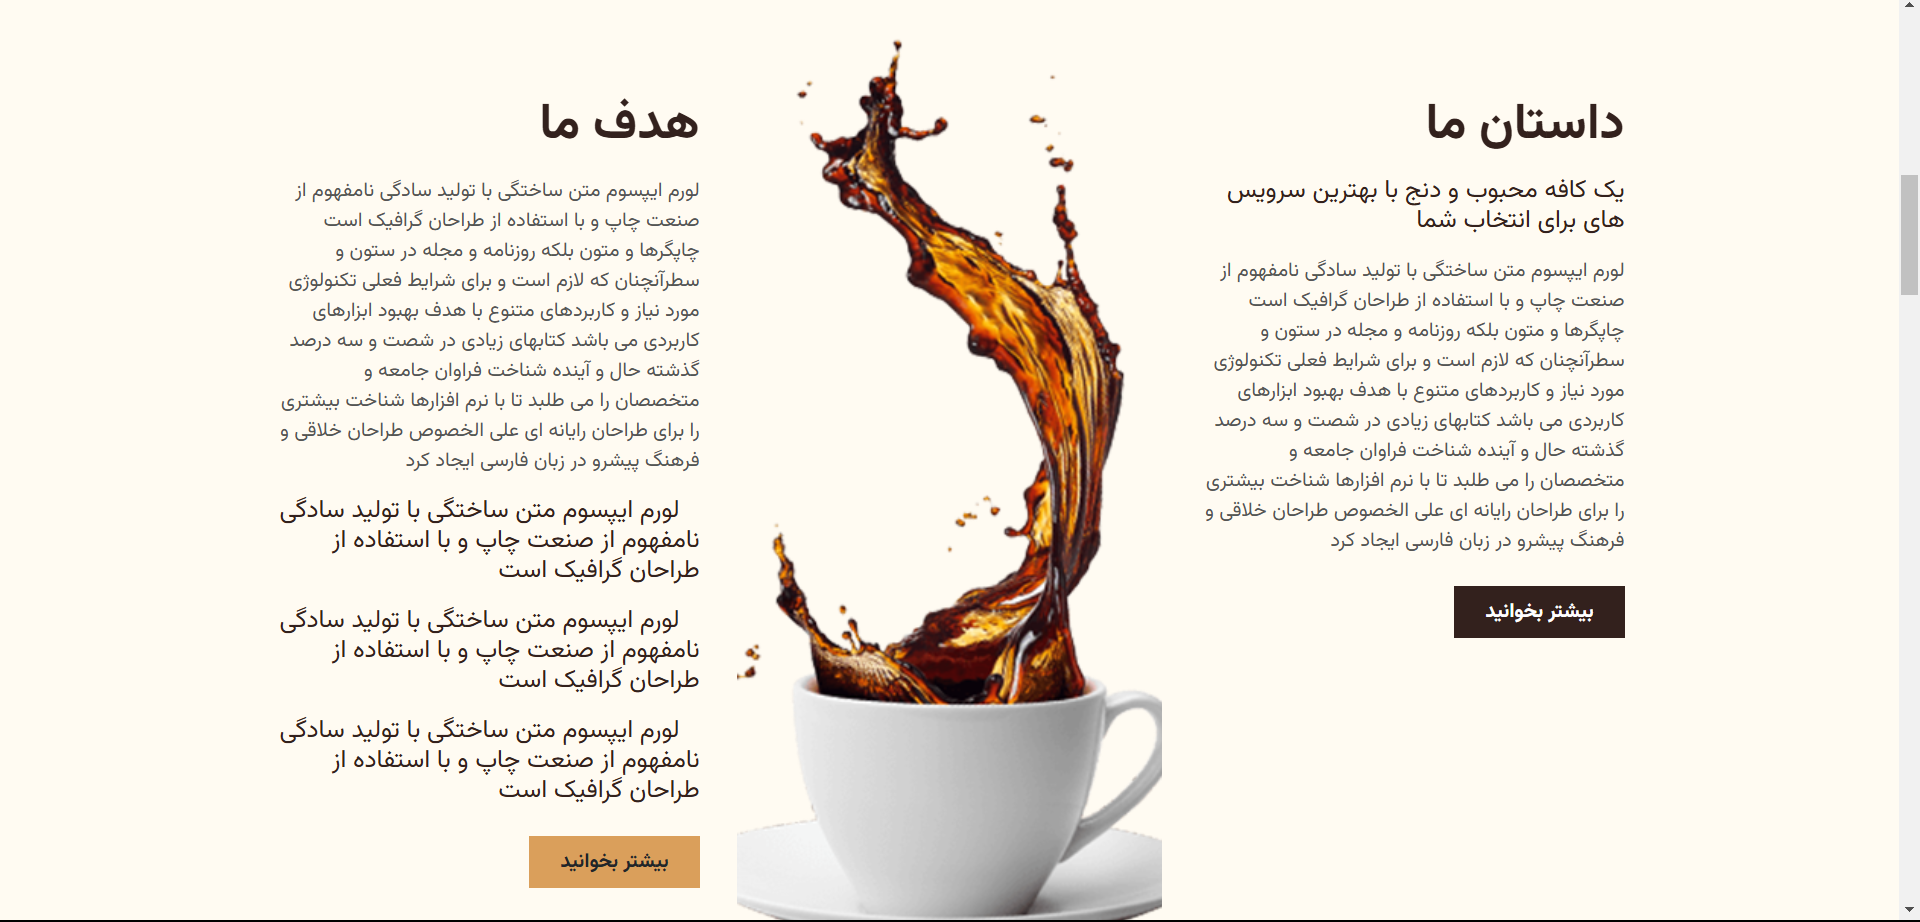 داستان ما
یک کافه محبوب و دنج با بهترین سرویس
های برای انتخاب شما
لورم ایپسوم متن ساختگی با تولید سادگی نامفهوم از
صنعت چاپ و با استفاده از طراحان گرافیک است
چاپگرها و متون بلکه روزنامه و مجله در ستون و
سطرآنچنان که لازم است و برای شرایط فعلی تکنولوژی
مورد نیاز و کاربردهای متنوع با هدف بهبود ابزارهای
کاربردی می باشد کتابهای زیادی در شصت و سه درصد
گذشته حال و آینده شناخت فراوان جامعه و
متخصصان را می طلبد تا با نرم افزارها شناخت بیشتری
را برای طراحان رایانه ای علی الخصوص طراحان خلاقی و
فرهنگ پیشرو در زبان فارسی ایجاد کرد
بیشتر بخوانید
هدف ما
لورم ایپسوم متن ساختگی با تولید سادگی نامفهوم از
صنعت چاپ و با استفاده از طراحان گرافیک است
چاپگرها و متون بلکه روزنامه و مجله در ستون و
سطرآنچنان که لازم است و برای شرایط فعلی تکنولوژی
مورد نیاز و کاربردهای متنوع با هدف بهبود ابزارهای
کاربردی می باشد کتابهای زیادی در شصت و سه درصد
گذشته حال و آینده شناخت فراوان جامعه و
متخصصان را می طلبد تا با نرم افزارها شناخت بیشتری
را برای طراحان رایانه ای علی الخصوص طراحان خلاقی و
فرهنگ پیشرو در زبان فارسی ایجاد کرد
لورم ایپسوم متن ساختگی با تولید سادگی
نامفهوم از صنعت چاپ و با استفاده از
طراحان گرافیک است
لورم ایپسوم متن ساختگی با تولید سادگی
نامفهوم از صنعت چاپ و با استفاده از
طراحان گرافیک است
لورم ایپسوم متن ساختگی با تولید سادگی
نامفهوم از صنعت چاپ و با استفاده از
طراحان گرافیک است
بیشتر بخوانید